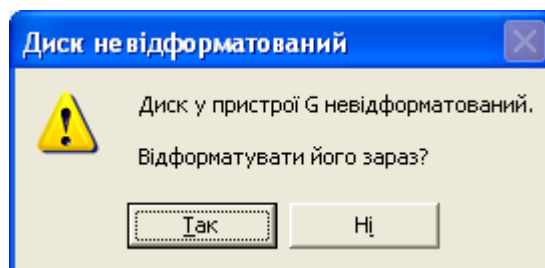 Диск не відформатований
Диск у пристрої G невідформатований.
Відформатувати його зараз?
Так
Ні